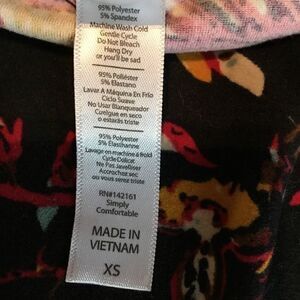 95% Polyester
5% Spandex
Machine Wash Cold
Gentle Cycle
Do Not Bleach
Hang Dry
or you'll be sad
95% Poliéster
5% Elastano
Lavar A Máquina En Frío
Ciclo Suave
No Usar Blanqueador
Cuelgue en seco
o estarás triste
95% Polyester
5% Elasthanne
Lavage en machine á froid
Cycle Délicat
Ne Pas Javelliser
Accrochez sec
ou vous serez triste
RN#142161
Simply
Comfortable
MADE IN
VIETNAM
XS